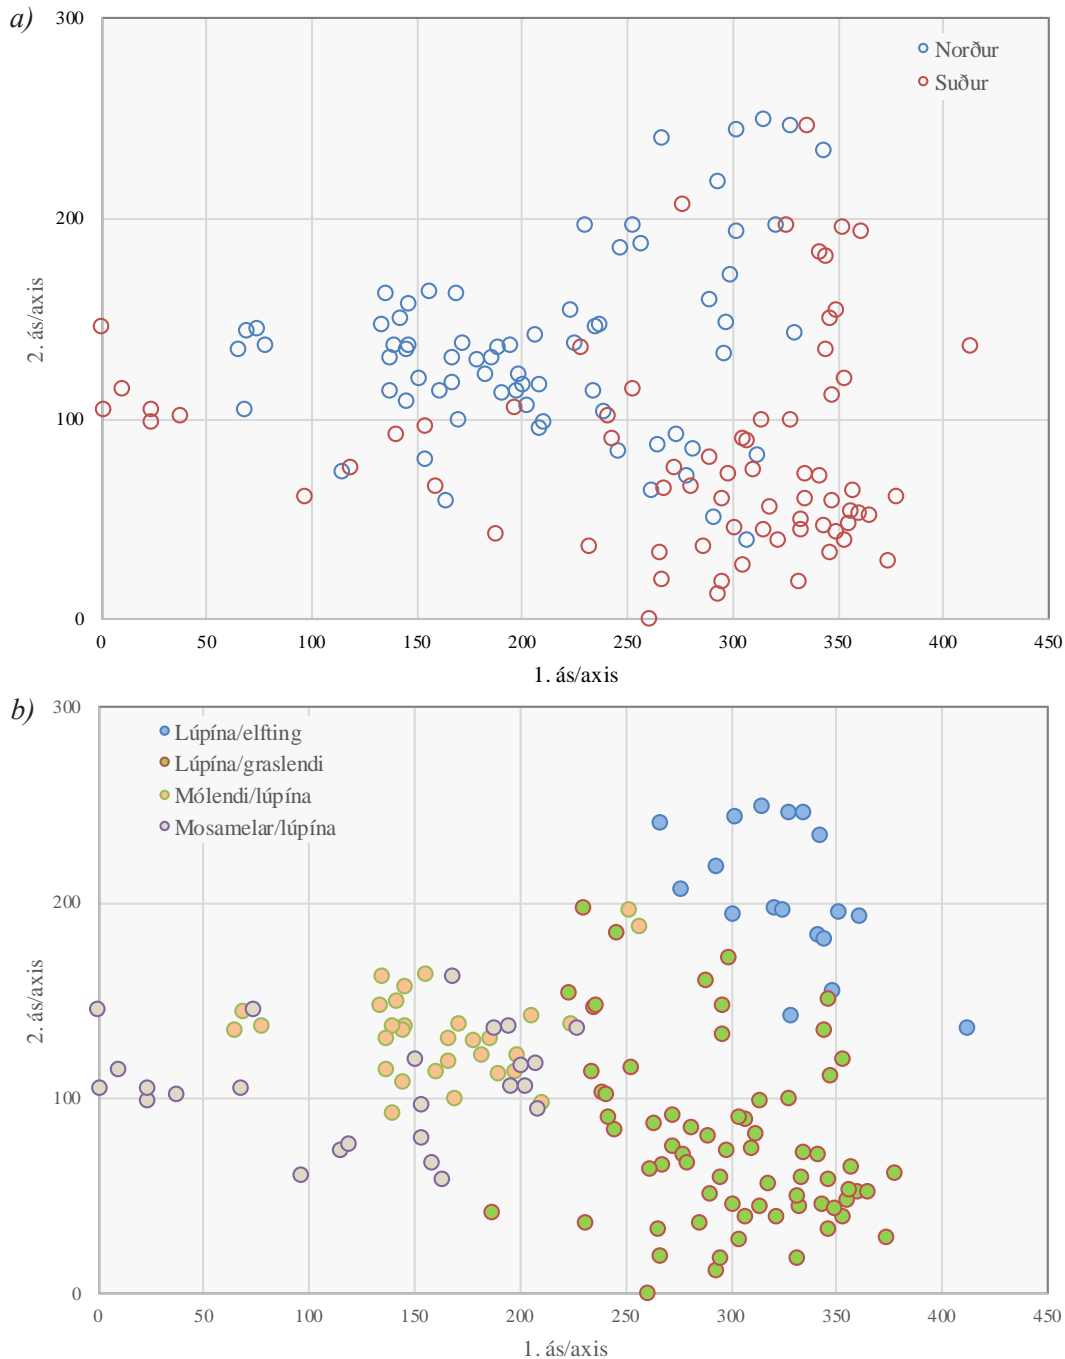 a)
300
Norður
Suður
200
2. ás/axis
100
0
0 50 100 150 200 250 300 350 400 450
1. ás/axis
b)
300
Lúpína/elfting
Lúpína/graslendi
Mólendi/lúpína
Mosamelar/lúpína
200
2. ás/axis
100
0
0 50 100 150 200 250 300 350 400 450
1. ás/axis